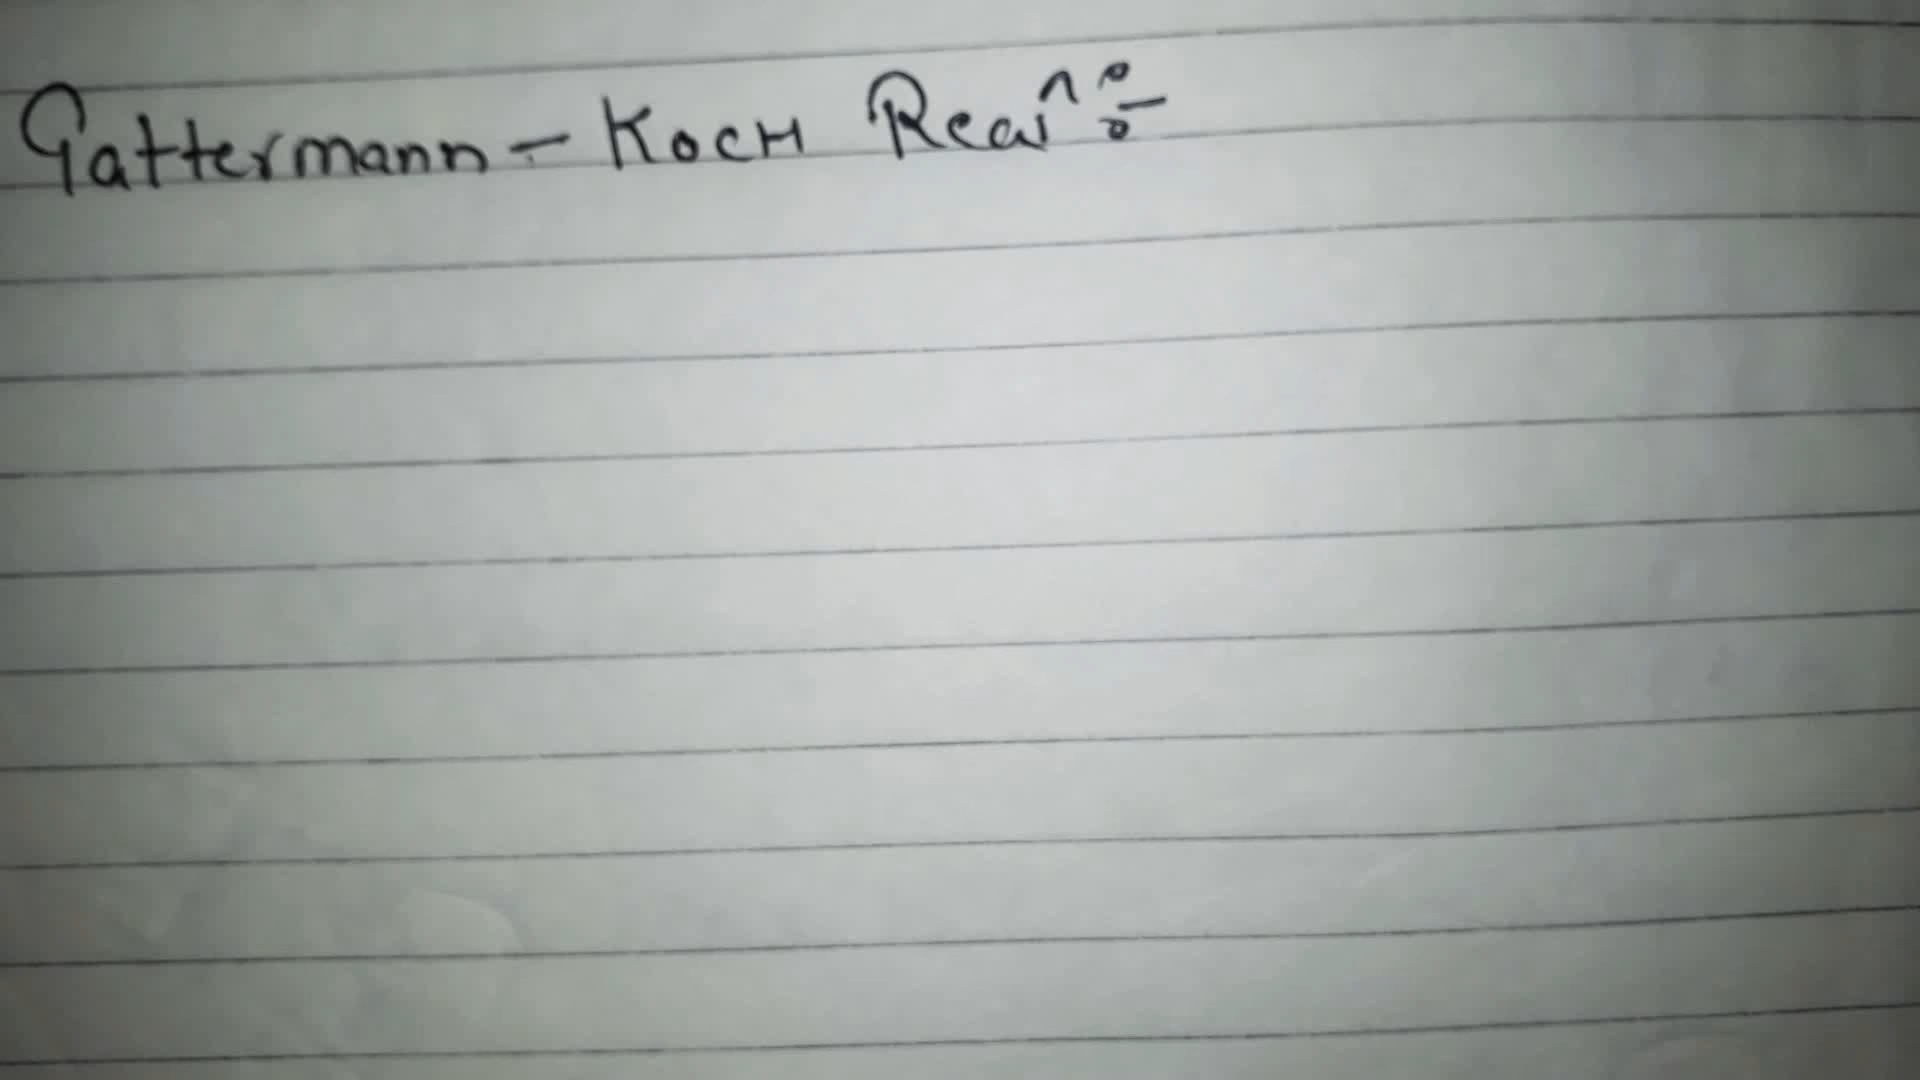 Gattermann - Koch Reaⁿ :-